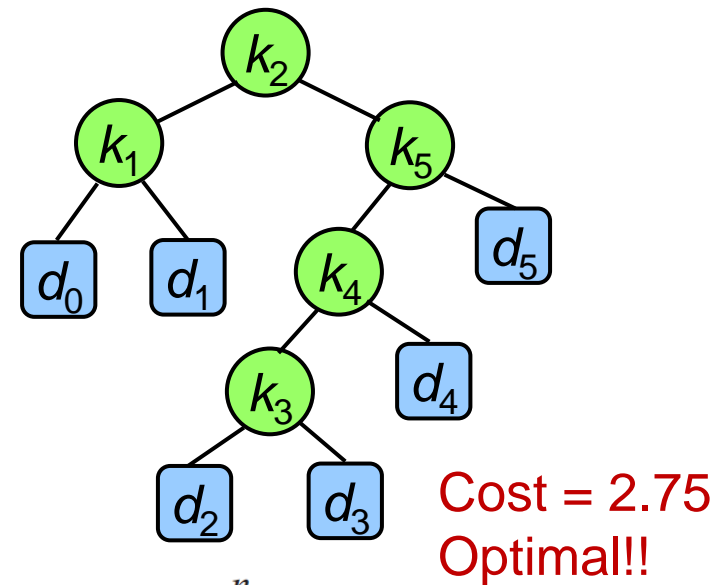 k₂
k₁
k₅
d₀
d₁
k₄
d₅
k₃
d₄
d₂
d₃
Cost = 2.75
Optimal!!
n